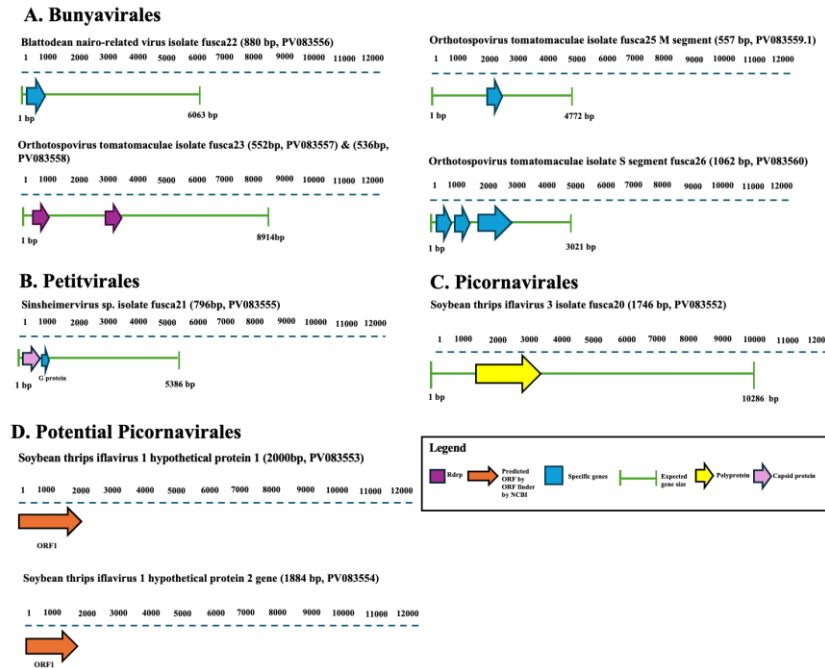 A. Bunyavirales
Blattodean nairo-related virus isolate fusca22 (880 bp, PV083556)
1 1000 2000 3000 4000 5000 6000 7000 8000 9000 10000 11000 12000
1 bp
6063 bp
Orthotospovirus tomatomaculae isolate fusca23 (552bp, PV083557) & (536bp,
PV083558)
1 1000 2000 3000 4000 5000 6000 7000 8000 9000 10000 11000 12000
1 bp
8914bp
Orthotospovirus tomatomaculae isolate fusca25 M segment (557 bp, PV083559.1)
1 1000 2000 3000 4000 5000 6000 7000 8000 9000 10000 11000 12000
1 bp
4772 bp
Orthotospovirus tomatomaculae isolate S segment fusca26 (1062 bp, PV083560)
1 1000 2000 3000 4000 5000 6000 7000 8000 9000 10000 11000 12000
1 bp
3021 bp
B. Petitvirales
Sinsheimervirus sp. isolate fusca21 (796bp, PV083555)
1 1000 2000 3000 4000 5000 6000 7000 8000 9000 10000 11000 12000
G protein
1 bp
5386 bp
C. Picornavirales
Soybean thrips iflavirus 3 isolate fusca20 (1746 bp, PV083552)
1 1000 2000 3000 4000 5000 6000 7000 8000 9000 10000 11000 1200
1 bp
10286 bp
D. Potential Picornavirales
Soybean thrips iflavirus 1 hypothetical protein 1 (2000bp, PV083553)
1 1000 2000 3000 4000 5000 6000 7000 8000 9000 10000 11000 12000
ORF1
Soybean thrips iflavirus 1 hypothetical protein 2 gene (1884 bp, PV083554)
1 1000 2000 3000 4000 5000 6000 7000 8000 9000 10000 11000 12000
ORF1
Legend
Rdrp
Predicted
ORF by
ORF finder
by NCBI
Specific genes
Expected
gene size
Polyprotein
Capsid protein